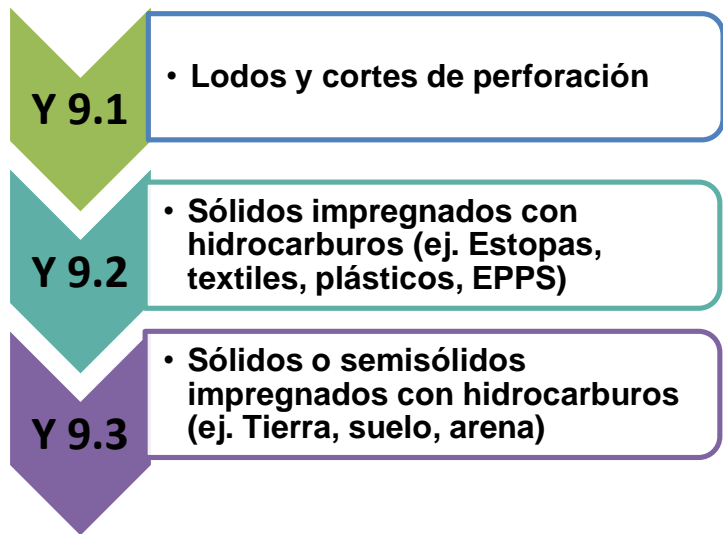 Y 9.1
• Lodos y cortes de perforación
Y 9.2
• Sólidos impregnados con
hidrocarburos (ej. Estopas,
textiles, plásticos, EPPS)
Y 9.3
• Sólidos o semisólidos
impregnados con hidrocarburos
(ej. Tierra, suelo, arena)